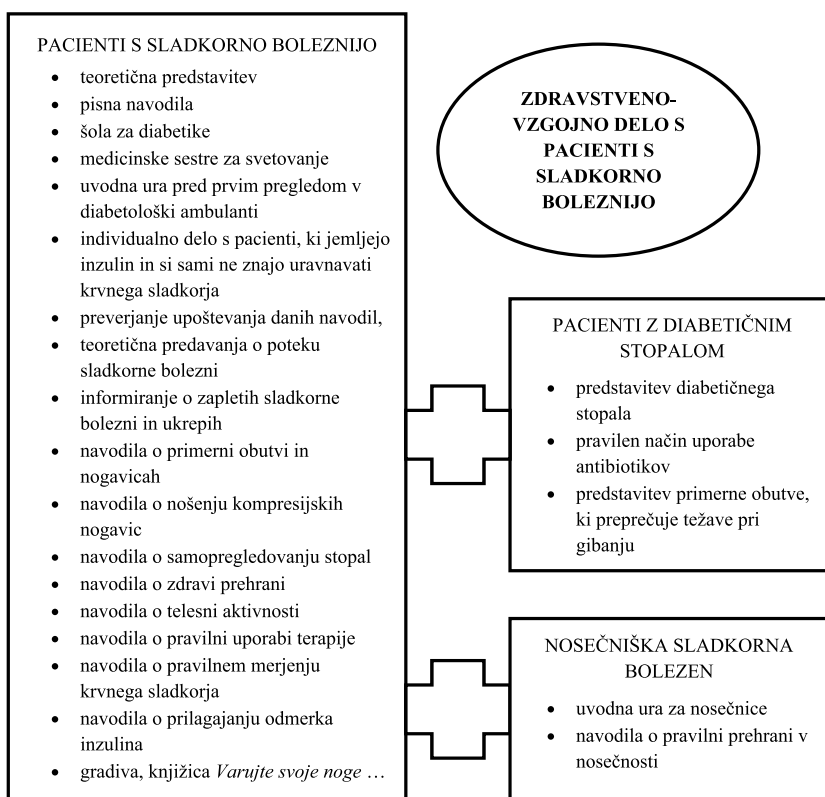 PACIENTI S SLADKORNO BOLEZNIJO
• teoretična predstavitev
• pisna navodila
• šola za diabetike
• medicinske sestre za svetovanje
• uvodna ura pred prvim pregledom v
diabetološki ambulanti
• individualno delo s pacienti, ki jemljejo
inzulin in si sami ne znajo uravnavati
krvnega sladkorja
• preverjanje upoštevanja danih navodil,
• teoretična predavanja o poteku
sladkorne bolezni
• informiranje o zapletih sladkorne
bolezni in ukrepih
• navodila o primerni obutvi in
nogavicah
• navodila o nošenju kompresijskih
nogavic
• navodila o samopregledovanju stopal
• navodila o zdravi prehrani
• navodila o telesni aktivnosti
• navodila o pravilni uporabi terapije
• navodila o pravilnem merjenju
krvnega sladkorja
• navodila o prilagajanju odmerka
inzulina
• gradiva, knjižica Varujte svoje noge …
ZDRAVSTVENO-
VZGOJNO DELO S
PACIENTI S
SLADKORNO
BOLEZNIJO
PACIENTI Z DIABETIČNIM
STOPALOM
• predstavitev diabetičnega
stopala
• pravilen način uporabe
antibiotikov
• predstavitev primerne obutve,
ki preprečuje težave pri
gibanju
NOSEČNIŠKA SLADKORNA
BOLEZEN
• uvodna ura za nosečnice
• navodila o pravilni prehrani v
nosečnosti